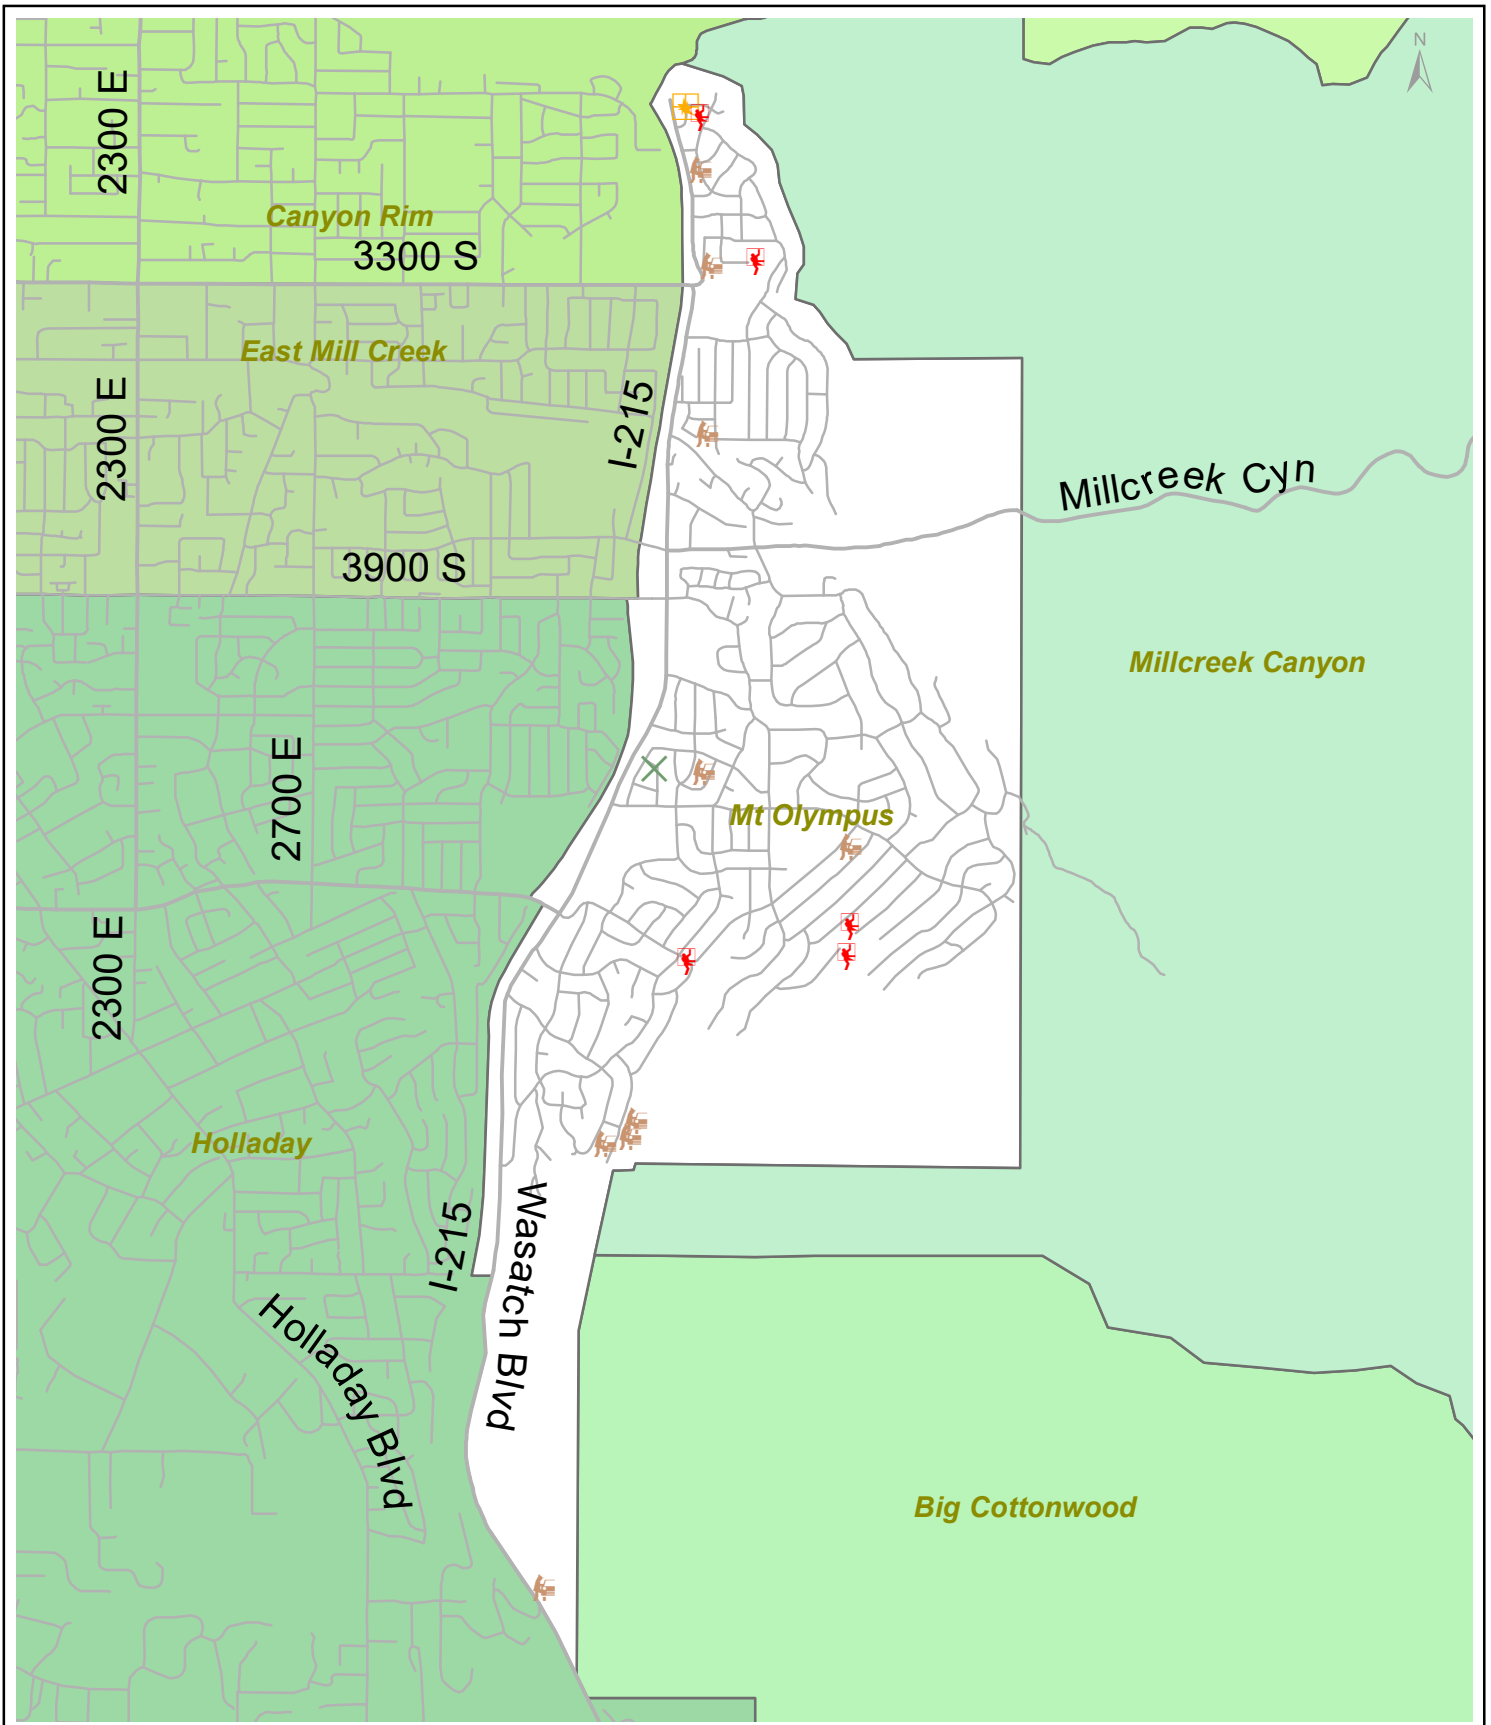 N
2300 E
Canyon Rim
3300 S
East Mill Creek
2300 E
I-215
Millcreek Cyn
3900 S
Millcreek Canyon
2700 E
Mt Olympus
2300 E
Holladay
I-215
Wasatch Blvd
Holladay Blvd
Big Cottonwood